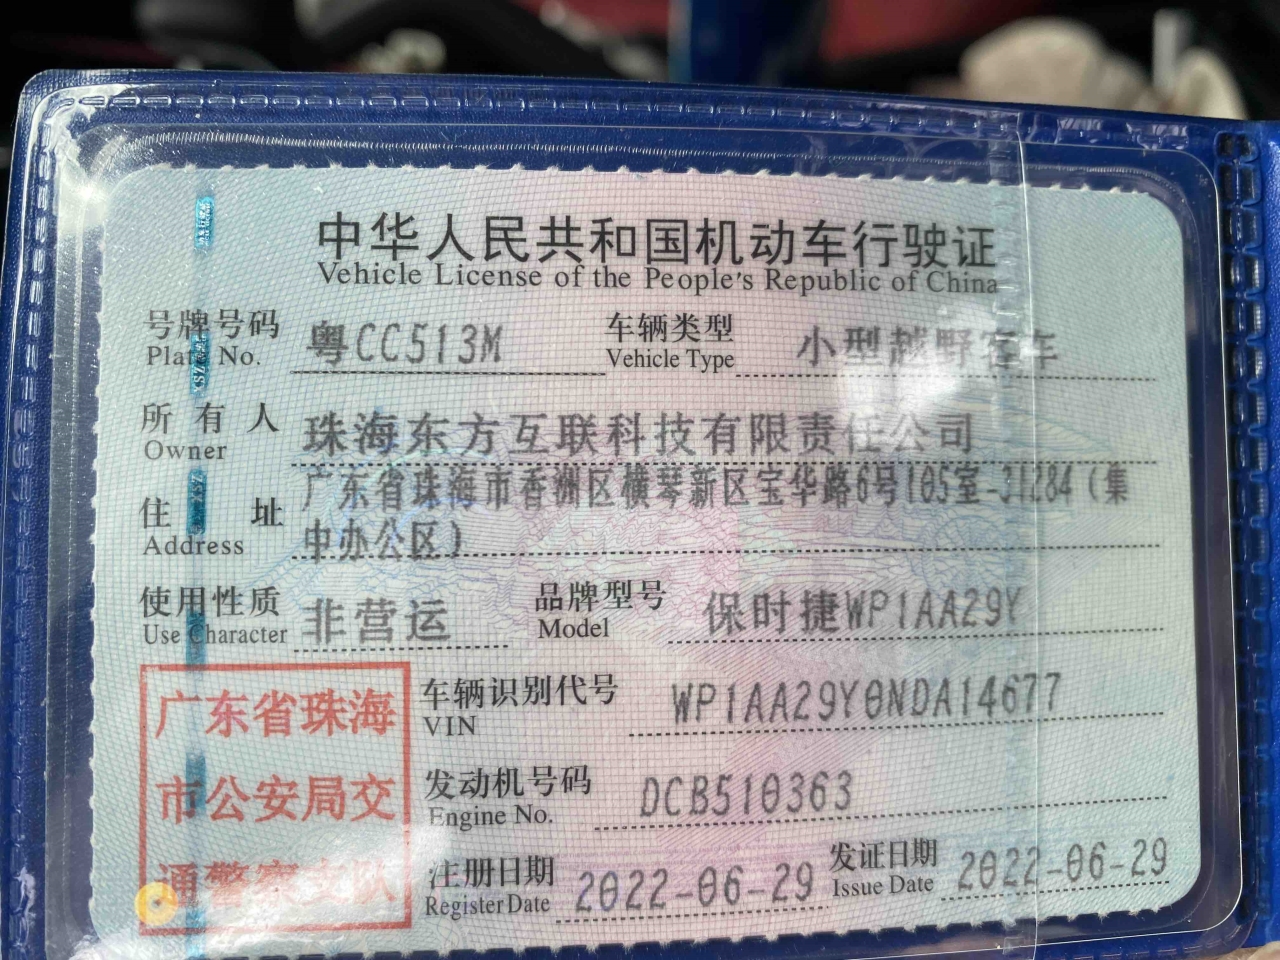 中华人民共和国机动车行驶证
Vehicle License of the People's Republic of China
号牌号码 粤CC513M 车辆类型 小型越野客车
Plate No. Vehicle Type
所有人 珠海东方互联科技有限责任公司
Owner
广东省珠海市香洲区横琴新区宝华路6号105室-31284（集
住址
中办公区）
Address
使用性质 非营运 品牌型号 保时捷WP1AA29Y
Use Character Model
广东省珠海
车辆识别代号 WP1AA29Y0NDA14677
VIN
市公安局交
发动机号码 DCB510363
Engine No.
通警察支队
注册日期 2022-06-29 发证日期 2022-06-29
Register Date Issue Date